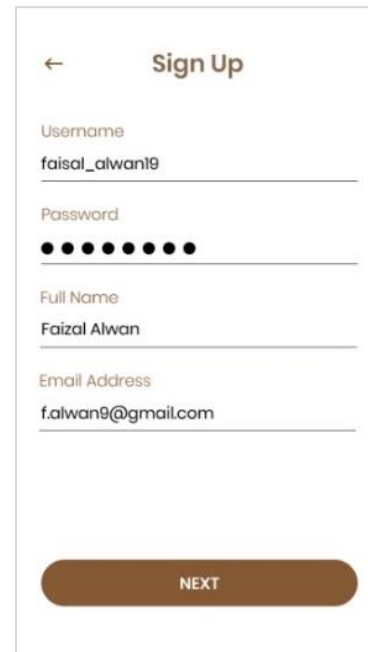 Sign Up
Username
faisal_alwan19
Password
Full Name
Faizal Alwan
Email Address
f.alwan9@gmail.com
NEXT